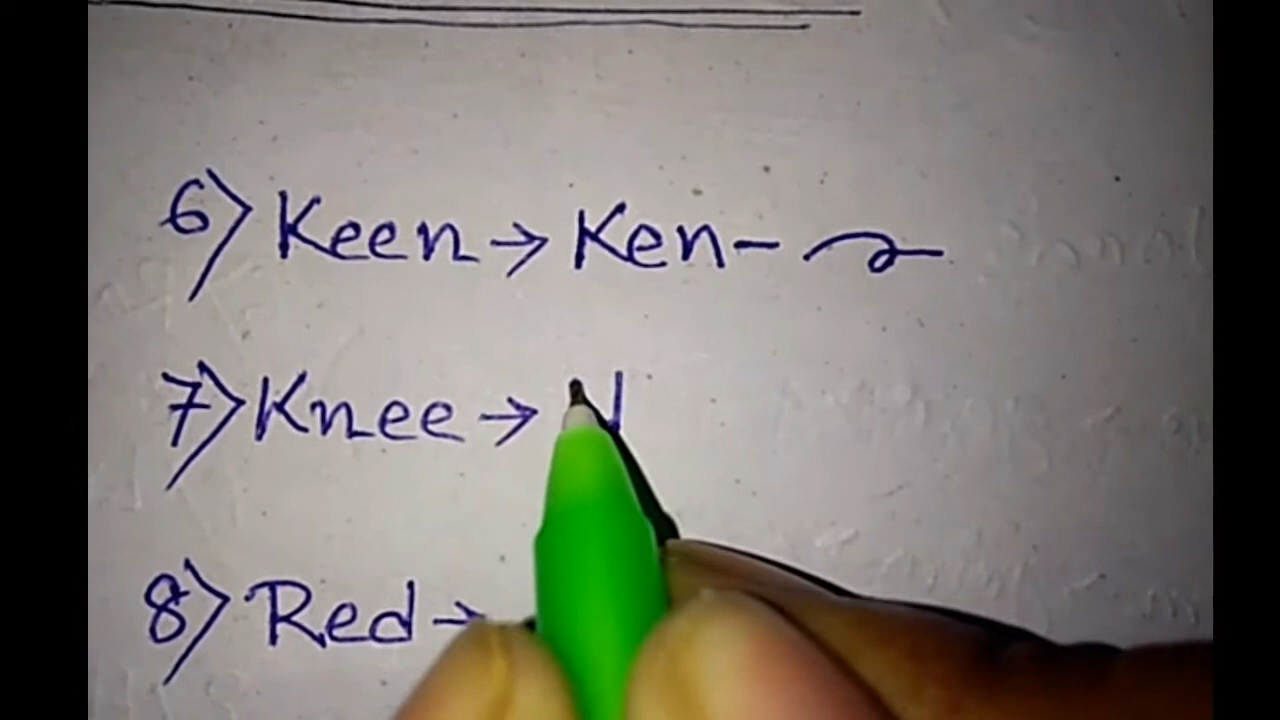 6) Keen → Ken -
7) Knee →
8) Red →